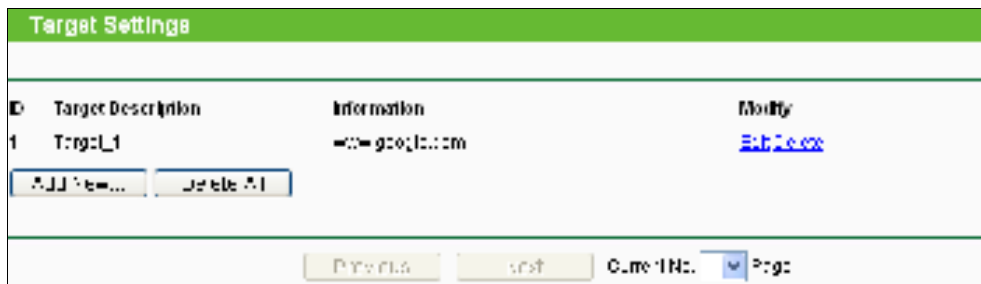 Target Settings
ID Target Description Information Modify
1 Target_1 www.google.com Edit Delete
Add New... Delete All
Previous Next Current No. Page